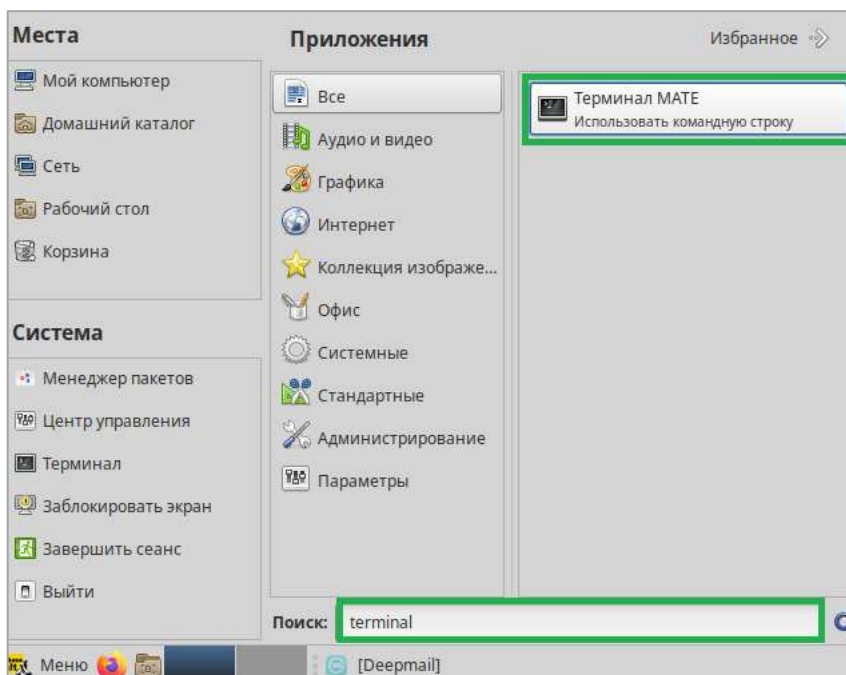 Места
Мой компьютер
Домашний каталог
Сеть
Рабочий стол
Корзина
Система
Менеджер пакетов
Центр управления
Терминал
Заблокировать экран
Завершить сеанс
Выйти
Приложения
Избранное
Все
Аудио и видео
Графика
Интернет
Коллекция изображе...
Офис
Системные
Стандартные
Администрирование
Параметры
Терминал MATE
Использовать командную строку
Поиск: terminal
Меню
[Deepmail]